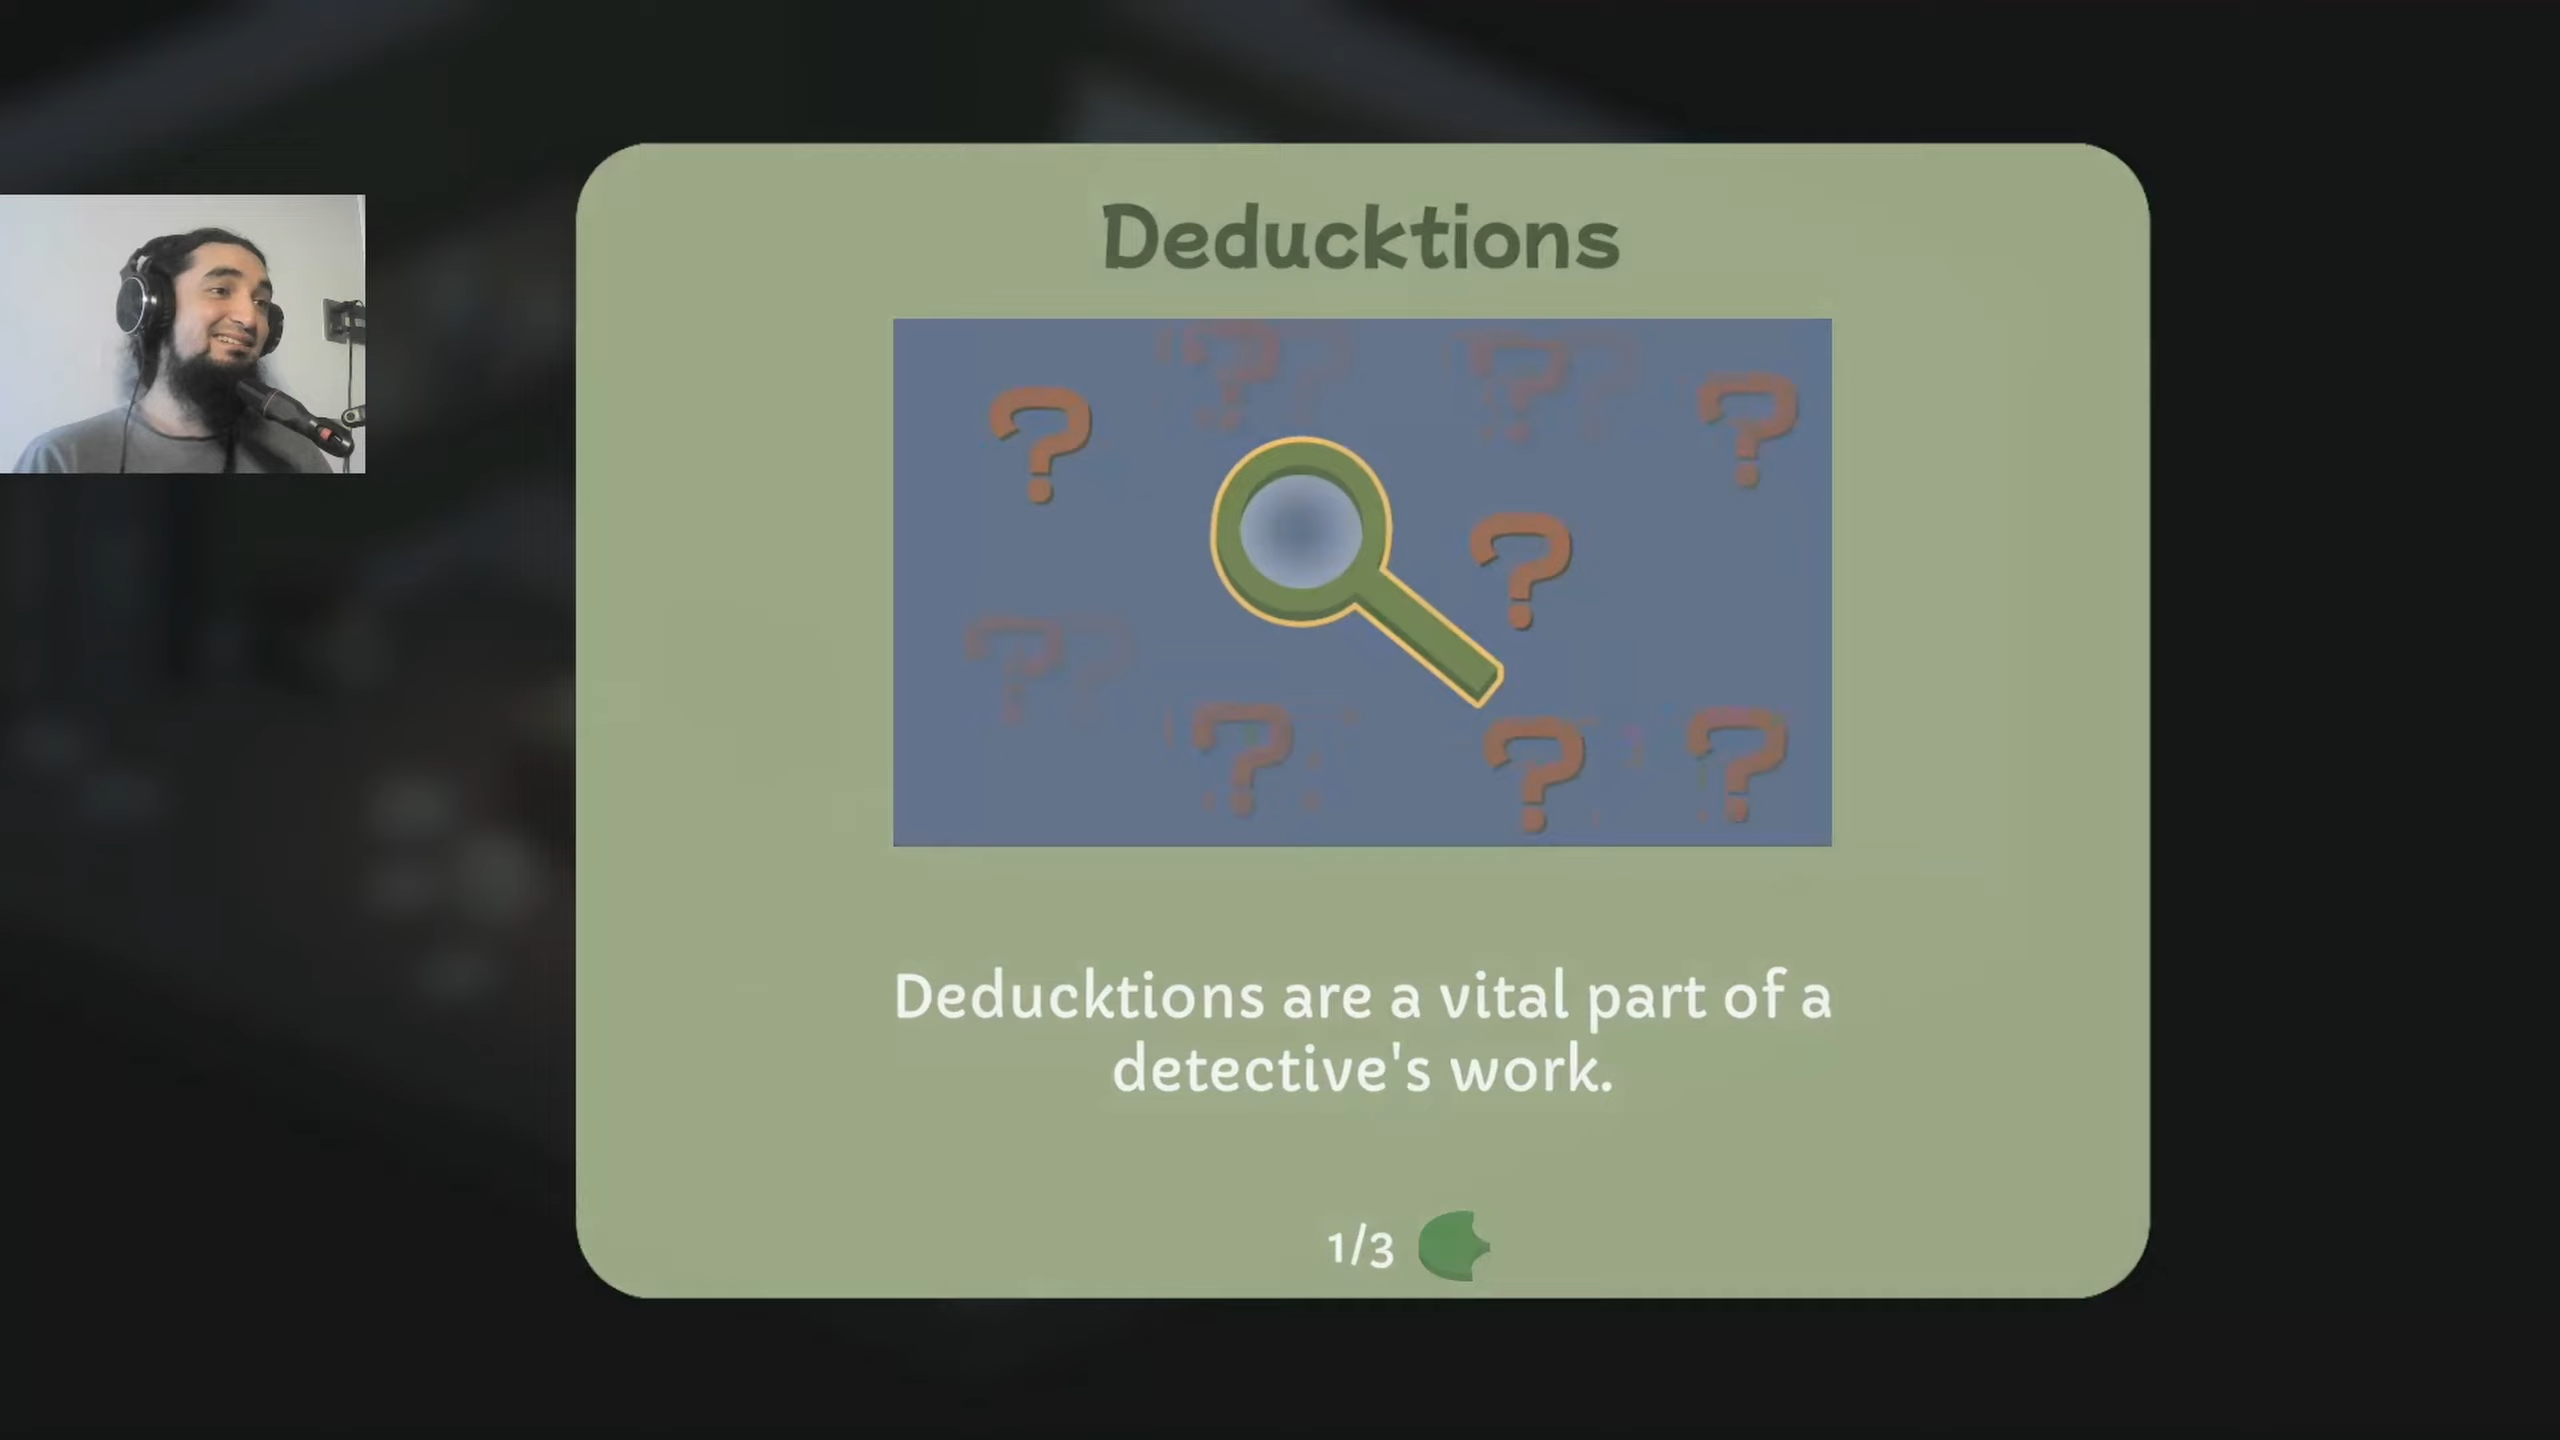 Deducktions
Deducktions are a vital part of a
detective's work.
1/3